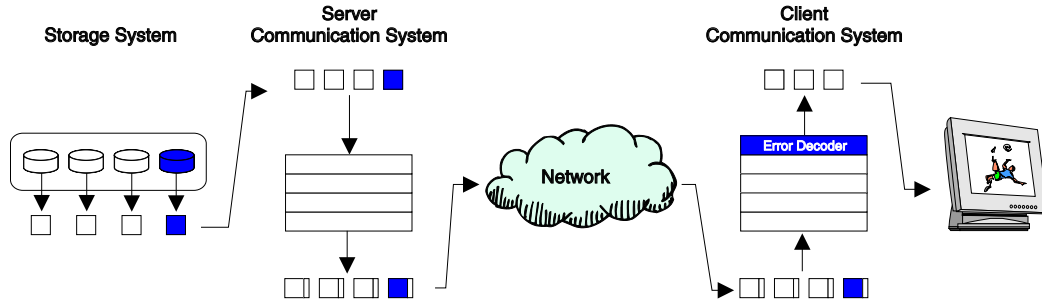 Storage System
Server
Communication System
Client
Communication System
Error Decoder
Network